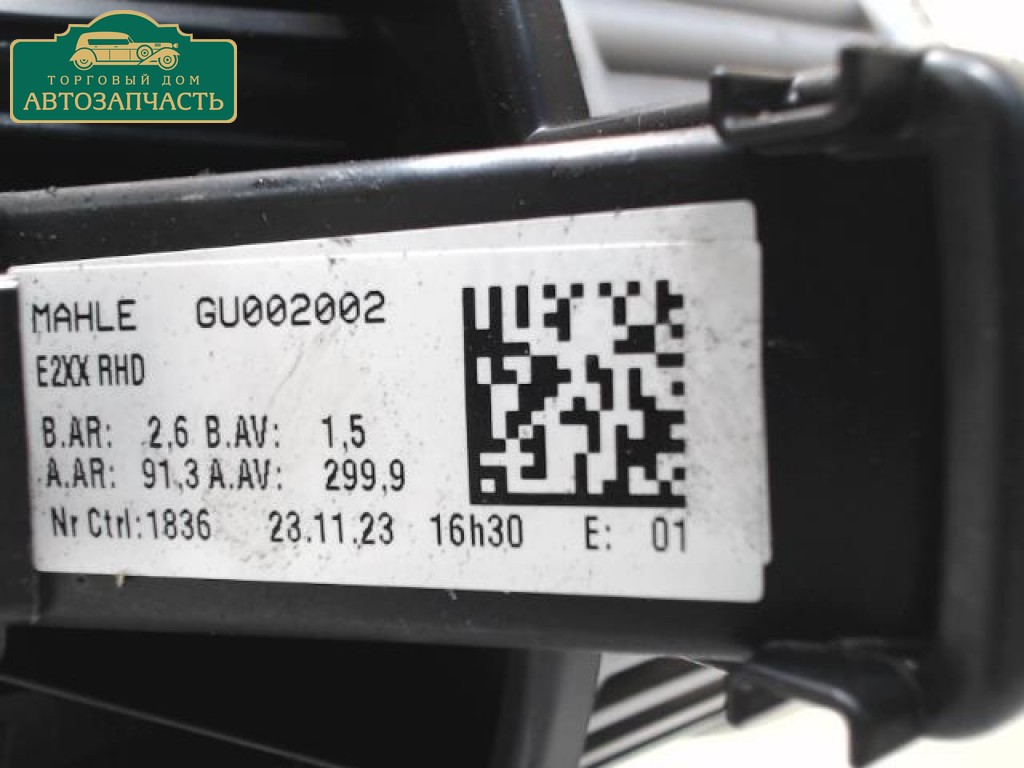 ТОРГОВЫЙ ДОМ
АВТОЗАПЧАСТЬ
MAHLE GU002002
E2XX RHD
B.AR: 2,6 B.AV: 1,5
A.AR: 91,3 A.AV: 299,9
Nr Ctrl:1836 23.11.23 16h30 E: 01